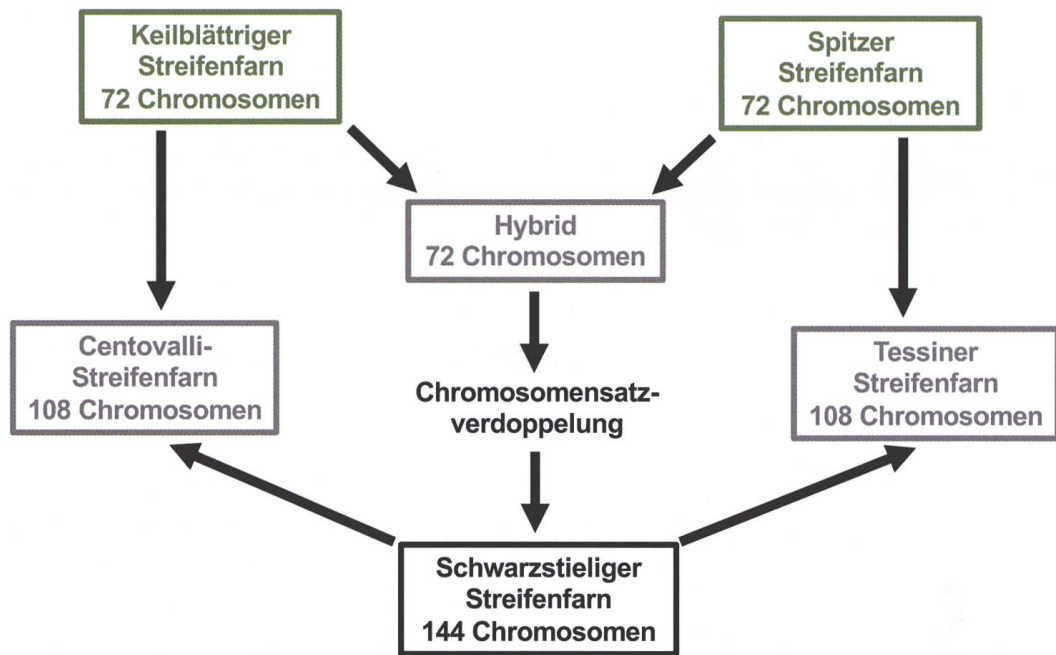 Keilblättriger
Streifenfarn
72 Chromosomen
Spitzer
Streifenfarn
72 Chromosomen
Hybrid
72 Chromosomen
Centovalli-
Streifenfarn
108 Chromosomen
Chromosomensatz-
verdoppelung
Tessiner
Streifenfarn
108 Chromosomen
Schwarzstieliger
Streifenfarn
144 Chromosomen